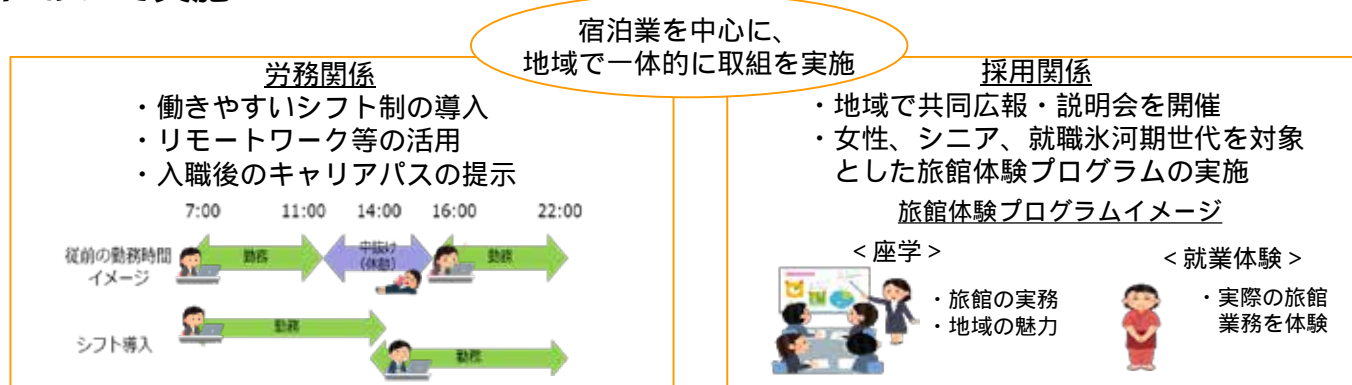 宿泊業を中心に、
地域で一体的に取組を実施
労務関係
・働きやすいシフト制の導入
・リモートワーク等の活用
・入職後のキャリアパスの提示
7:00 11:00 14:00 16:00 22:00
従前の勤務時間
イメージ
勤務
中抜け
(休憩)
勤務
シフト導入
勤務
勤務
採用関係
・地域で共同広報・説明会を開催
・女性、シニア、就職氷河期世代を対象
とした旅館体験プログラムの実施
旅館体験プログラムイメージ
<座学>
・旅館の実務
・地域の魅力
<就業体験>
・実際の旅館
業務を体験